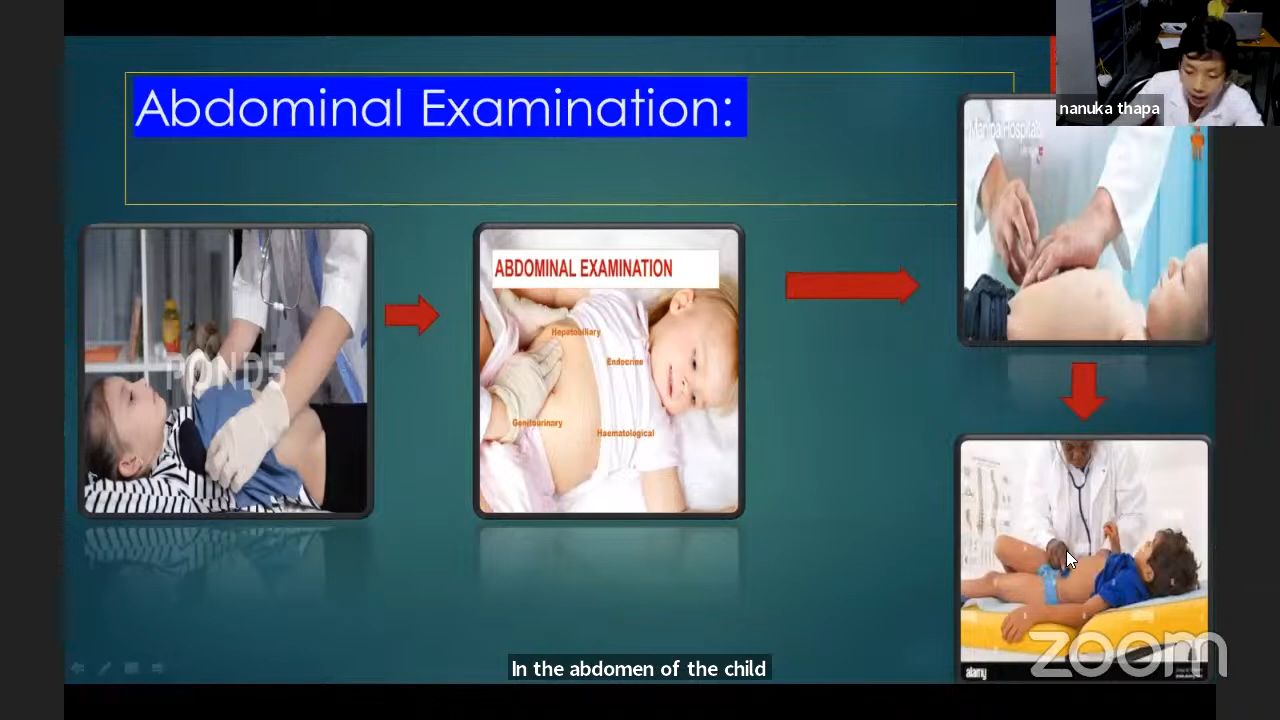 Abdominal Examination:
nanuka thapa
Manipal Hospitals
POND5
ABDOMINAL EXAMINATION
Hepatobiliary
Endocrine
Genitourinary
Haematological
In the abdomen of the child
zoom
alamy